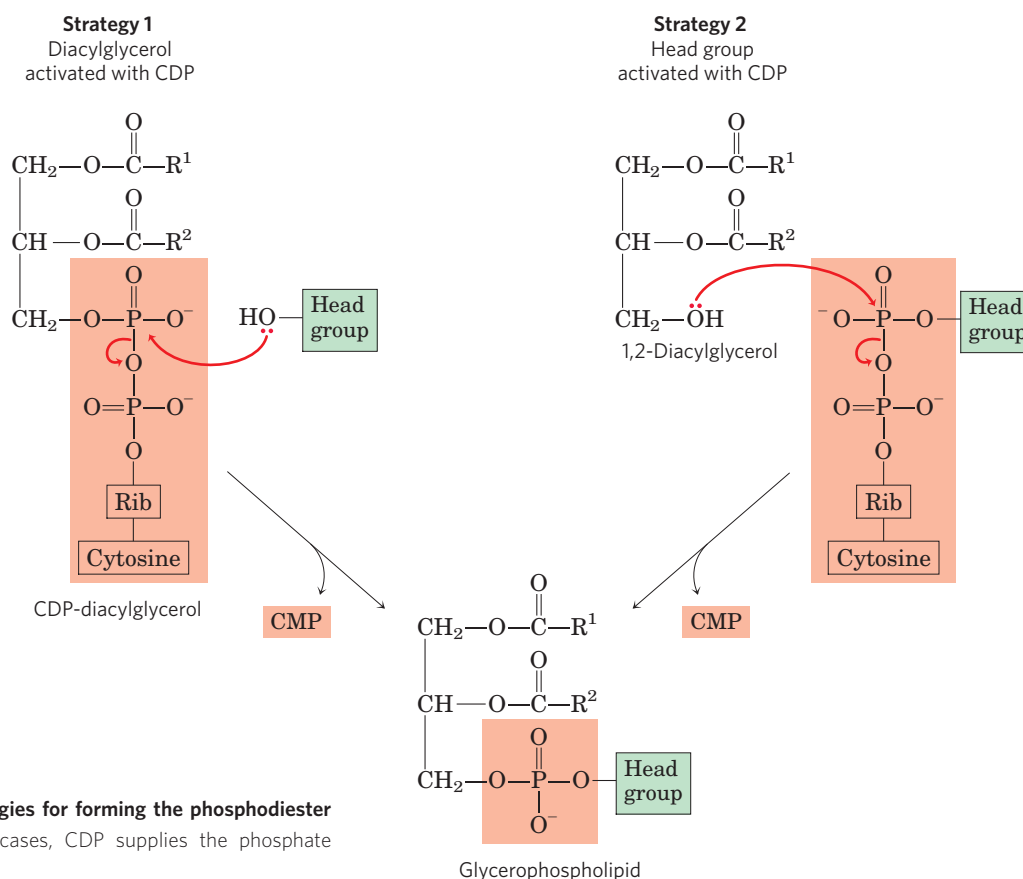 Strategy 1
Diacylglycerol
activated with CDP
Strategy 2
Head group
activated with CDP
O
CH₂—O—C—R¹
O
CH—O—C—R²
O
CH₂—O—P—O⁻
HO—
Head
group
O
O=P—O⁻
O
Rib
Cytosine
CDP-diacylglycerol
CMP
O
CH₂—O—C—R¹
O
CH—O—C—R²
CH₂—OH
1,2-Diacylglycerol
O
⁻O—P—O—
Head
group
O
O=P—O⁻
O
Rib
Cytosine
CMP
O
CH₂—O—C—R¹
O
CH—O—C—R²
O
CH₂—O—P—O—
Head
group
O⁻
Glycerophospholipid
for forming the phosphodiester
cases, CDP supplies the phosphate